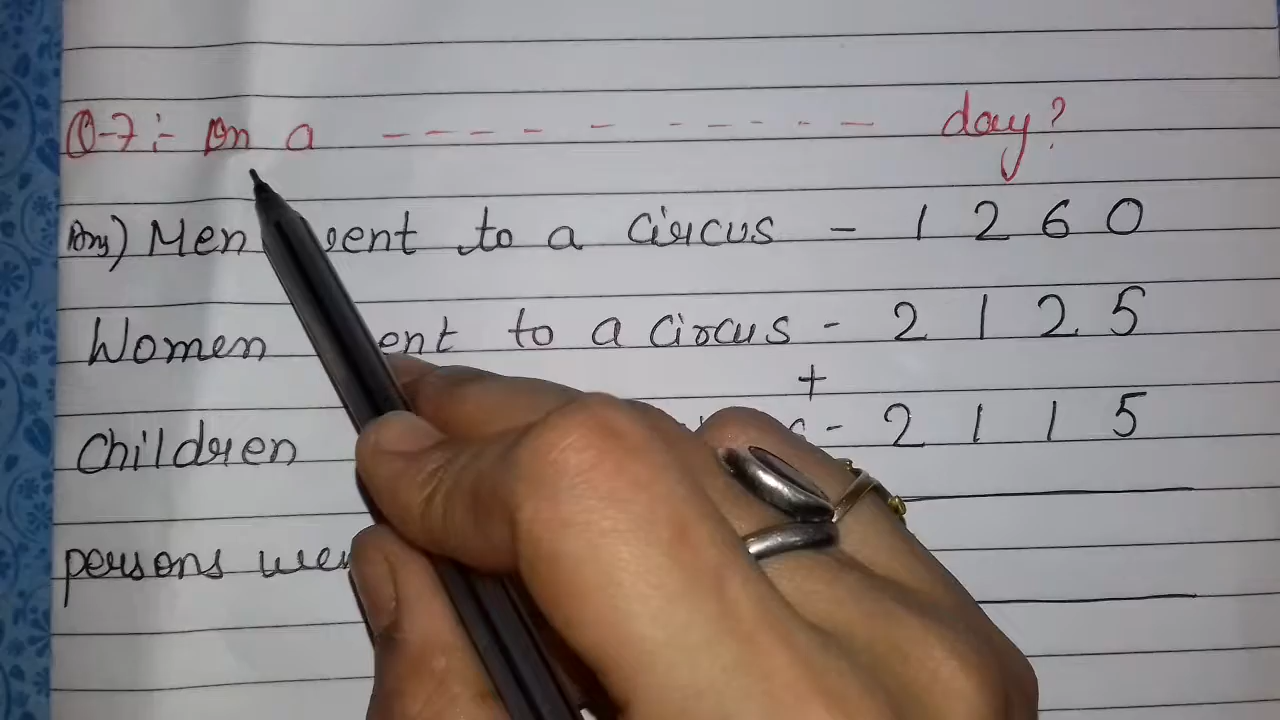 Q-7:- On a ---- - ----- day?
Ans) Men went to a circus - 1 2 6 0
Women went to a circus - 2 1 2 5
+
Children - 2 1 1 5
persons